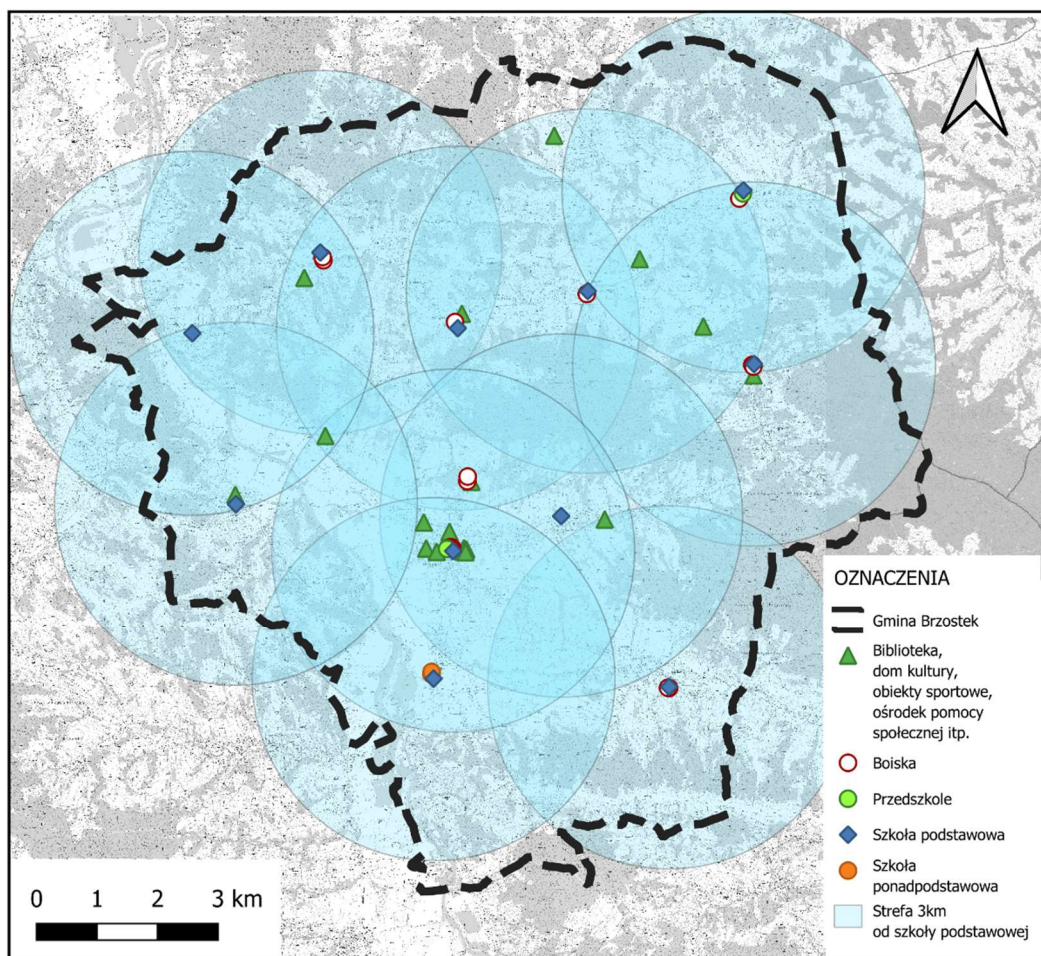 OZNACZENIA
Gmina Brzostek
Biblioteka,
dom kultury,
obiekty sportowe,
ośrodek pomocy
społecznej itp.
Boiska
Przedszkole
Szkoła podstawowa
Szkoła
ponadpodstawowa
Strefa 3km
od szkoły podstawowej
0 1 2 3 km